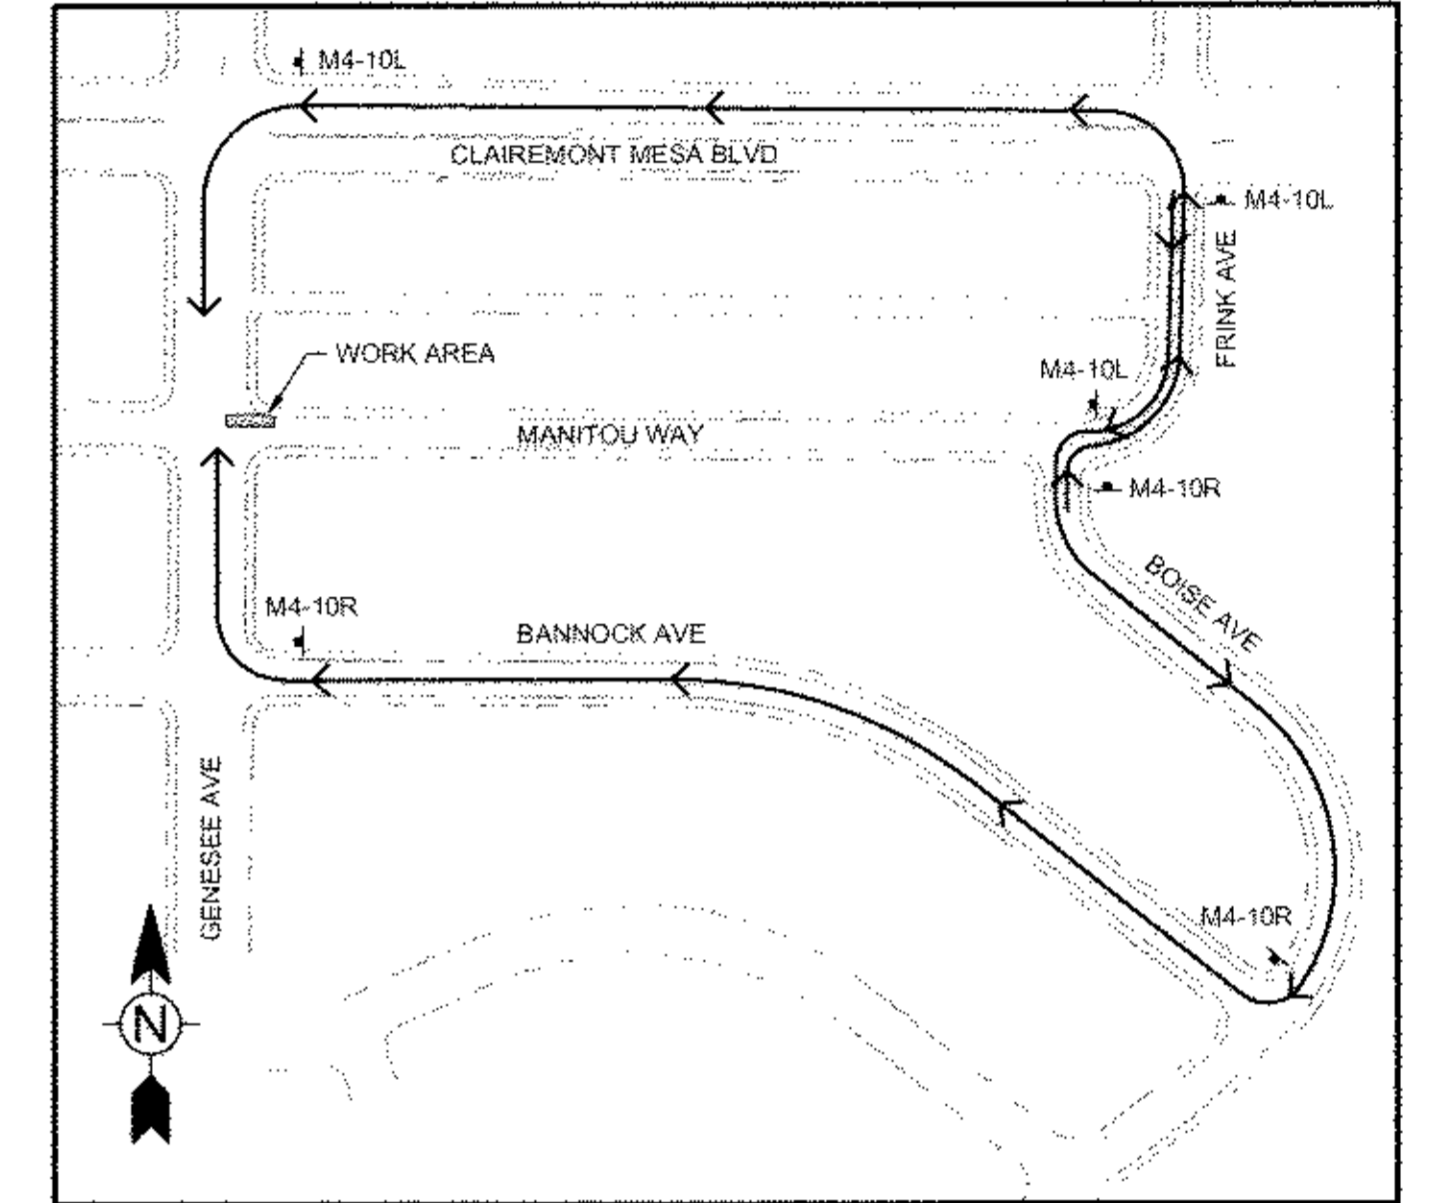 M4-10L
CLAIREMONT MESA BLVD
M4-10L
FRINK AVE
WORK AREA
M4-10L
MANITOU WAY
M4-10R
BOISE AVE
M4-10R
BANNOCK AVE
GENESEE AVE
M4-10R
N